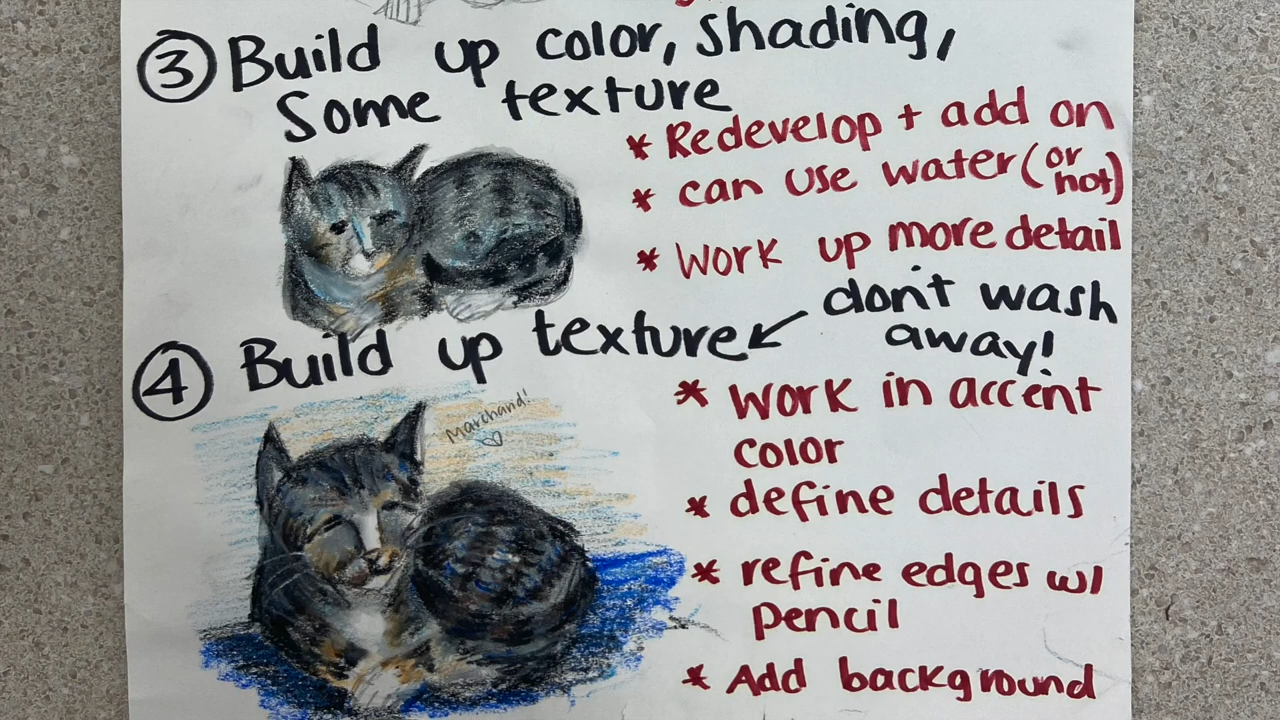 ③ Build up color, shading,
Some texture
* Redevelop + add on
* can use water (or not)
* Work up more detail
④ Build up texture ↙ don't wash
away!
Marchand! ♡
* Work in accent
color
* define details
* refine edges w/
pencil
* Add background